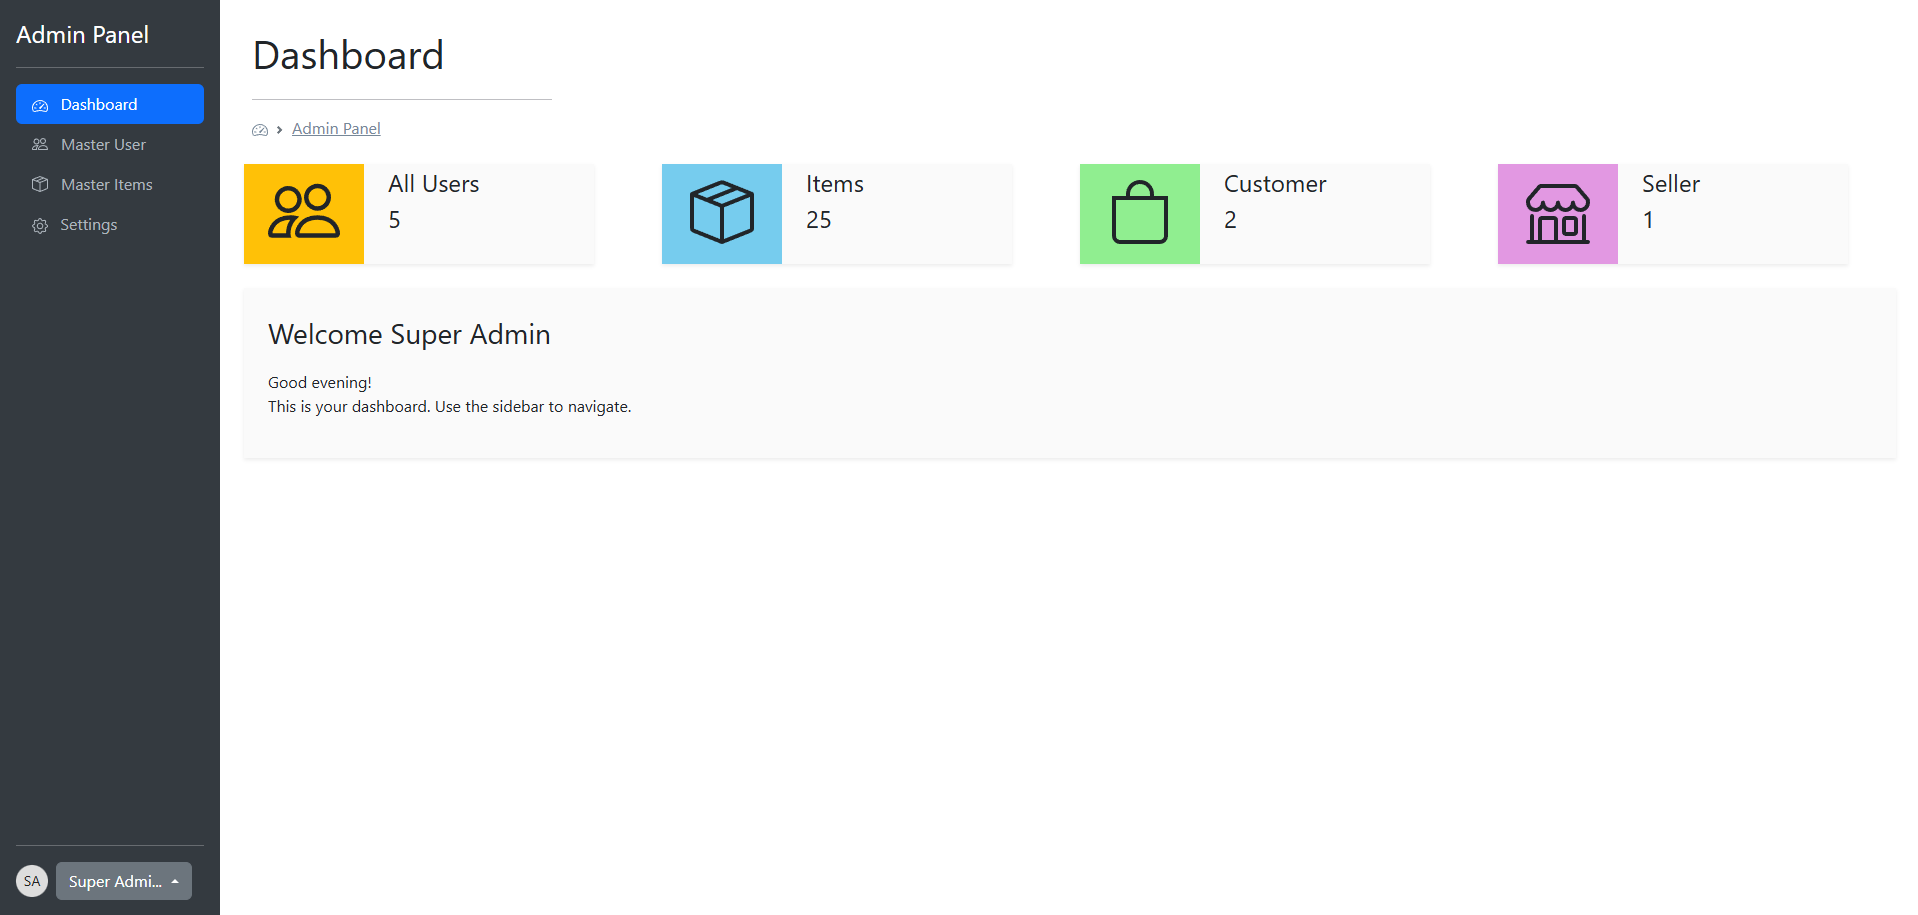 Admin Panel
Dashboard
Master User
Master Items
Settings
SA
Super Admi...
Dashboard
Admin Panel
All Users
5
Items
25
Customer
2
Seller
1
Welcome Super Admin
Good evening!
This is your dashboard. Use the sidebar to navigate.